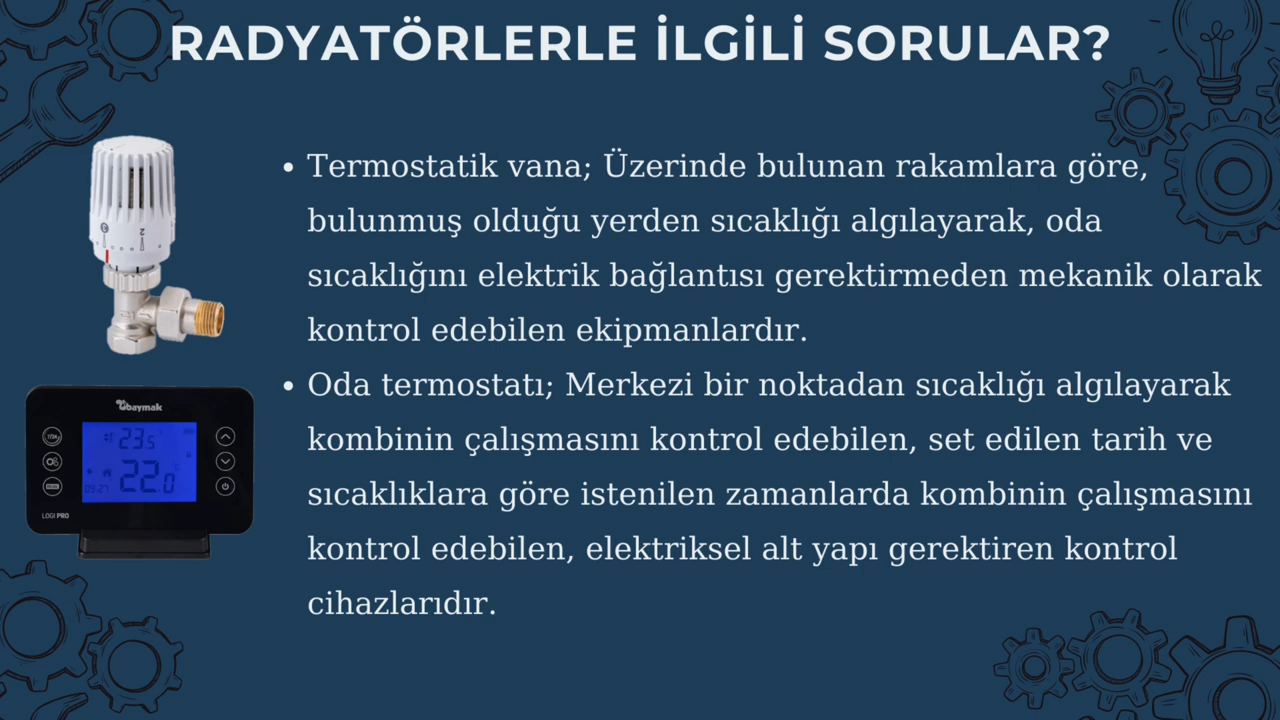 RADYATÖRLERLE İLGİLİ SORULAR?
• Termostatik vana; Üzerinde bulunan rakamlara göre,
bulunmuş olduğu yerden sıcaklığı algılayarak, oda
sıcaklığını elektrik bağlantısı gerektirmeden mekanik olarak
kontrol edebilen ekipmanlardır.
• Oda termostatı; Merkezi bir noktadan sıcaklığı algılayarak
kombinin çalışmasını kontrol edebilen, set edilen tarih ve
sıcaklıklara göre istenilen zamanlarda kombinin çalışmasını
kontrol edebilen, elektriksel alt yapı gerektiren kontrol
cihazlarıdır.
2
baymak
23.5
22.0
09:27
LOGI PRO